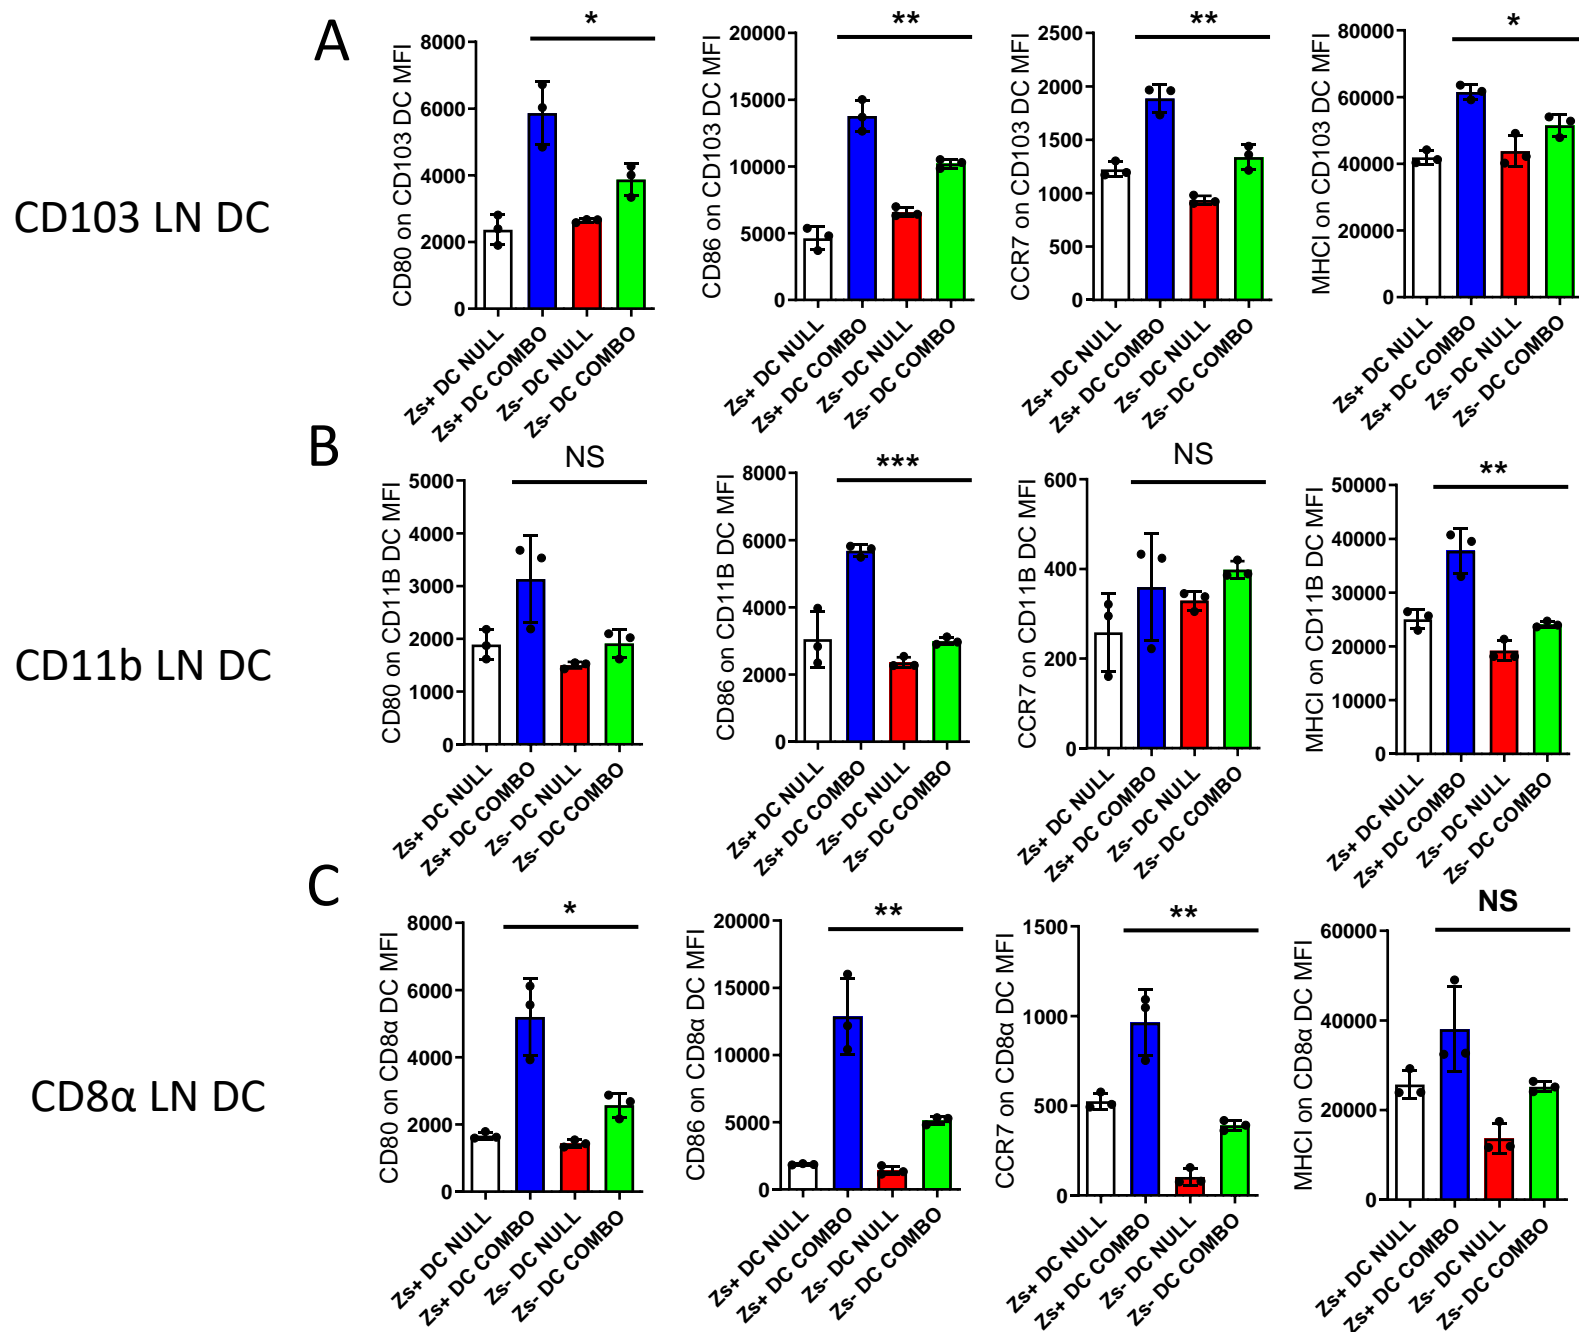 A
CD103 LN DC
*
CD80 on CD103 DC MFI
8000
6000
4000
2000
0
Zs+ DC NULL
Zs+ DC COMBO
Zs- DC NULL
Zs- DC COMBO
**
CD86 on CD103 DC MFI
20000
15000
10000
5000
0
Zs+ DC NULL
Zs+ DC COMBO
Zs- DC NULL
Zs- DC COMBO
**
CCR7 on CD103 DC MFI
2500
2000
1500
1000
500
0
Zs+ DC NULL
Zs+ DC COMBO
Zs- DC NULL
Zs- DC COMBO
*
MHCI on CD103 DC MFI
80000
60000
40000
20000
0
Zs+ DC NULL
Zs+ DC COMBO
Zs- DC NULL
Zs- DC COMBO
B
CD11b LN DC
NS
CD80 on CD11B DC MFI
5000
4000
3000
2000
1000
0
Zs+ DC NULL
Zs+ DC COMBO
Zs- DC NULL
Zs- DC COMBO
***
CD86 on CD11B DC MFI
8000
6000
4000
2000
0
Zs+ DC NULL
Zs+ DC COMBO
Zs- DC NULL
Zs- DC COMBO
NS
CCR7 on CD11B DC MFI
600
400
200
0
Zs+ DC NULL
Zs+ DC COMBO
Zs- DC NULL
Zs- DC COMBO
**
MHCI on CD11B DC MFI
50000
40000
30000
20000
10000
0
Zs+ DC NULL
Zs+ DC COMBO
Zs- DC NULL
Zs- DC COMBO
C
CD8α LN DC
*
CD80 on CD8α DC MFI
8000
6000
4000
2000
0
Zs+ DC NULL
Zs+ DC COMBO
Zs- DC NULL
Zs- DC COMBO
**
CD86 on CD8α DC MFI
20000
15000
10000
5000
0
Zs+ DC NULL
Zs+ DC COMBO
Zs- DC NULL
Zs- DC COMBO
**
CCR7 on CD8α DC MFI
1500
1000
500
0
Zs+ DC NULL
Zs+ DC COMBO
Zs- DC NULL
Zs- DC COMBO
NS
MHCI on CD8α DC MFI
60000
40000
20000
0
Zs+ DC NULL
Zs+ DC COMBO
Zs- DC NULL
Zs- DC COMBO